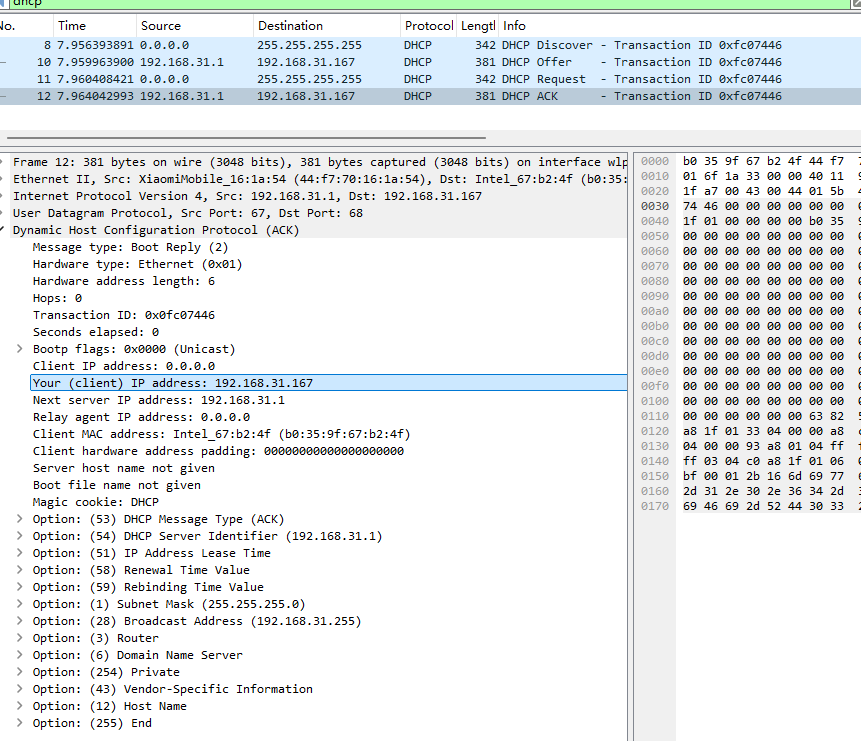 dhcp
No. Time Source Destination Protocol Lengtl Info
8 7.956393891 0.0.0.0 255.255.255.255 DHCP 342 DHCP Discover - Transaction ID 0xfc07446
10 7.959963900 192.168.31.1 192.168.31.167 DHCP 381 DHCP Offer - Transaction ID 0xfc07446
11 7.960408421 0.0.0.0 255.255.255.255 DHCP 342 DHCP Request - Transaction ID 0xfc07446
12 7.964042993 192.168.31.1 192.168.31.167 DHCP 381 DHCP ACK - Transaction ID 0xfc07446
Frame 12: 381 bytes on wire (3048 bits), 381 bytes captured (3048 bits) on interface wlp
Ethernet II, Src: XiaomiMobile_16:1a:54 (44:f7:70:16:1a:54), Dst: Intel_67:b2:4f (b0:35:
Internet Protocol Version 4, Src: 192.168.31.1, Dst: 192.168.31.167
User Datagram Protocol, Src Port: 67, Dst Port: 68
Dynamic Host Configuration Protocol (ACK)
Message type: Boot Reply (2)
Hardware type: Ethernet (0x01)
Hardware address length: 6
Hops: 0
Transaction ID: 0x0fc07446
Seconds elapsed: 0
Bootp flags: 0x0000 (Unicast)
Client IP address: 0.0.0.0
Your (client) IP address: 192.168.31.167
Next server IP address: 192.168.31.1
Relay agent IP address: 0.0.0.0
Client MAC address: Intel_67:b2:4f (b0:35:9f:67:b2:4f)
Client hardware address padding: 00000000000000000000
Server host name not given
Boot file name not given
Magic cookie: DHCP
Option: (53) DHCP Message Type (ACK)
Option: (54) DHCP Server Identifier (192.168.31.1)
Option: (51) IP Address Lease Time
Option: (58) Renewal Time Value
Option: (59) Rebinding Time Value
Option: (1) Subnet Mask (255.255.255.0)
Option: (28) Broadcast Address (192.168.31.255)
Option: (3) Router
Option: (6) Domain Name Server
Option: (254) Private
Option: (43) Vendor-Specific Information
Option: (12) Host Name
Option: (255) End
0000 b0 35 9f 67 b2 4f 44 f7
0010 01 6f 1a 33 00 00 40 11
0020 1f a7 00 43 00 44 01 5b
0030 74 46 00 00 00 00 00 00
0040 1f 01 00 00 00 00 b0 35
0050 00 00 00 00 00 00 00 00
0060 00 00 00 00 00 00 00 00
0070 00 00 00 00 00 00 00 00
0080 00 00 00 00 00 00 00 00
0090 00 00 00 00 00 00 00 00
00a0 00 00 00 00 00 00 00 00
00b0 00 00 00 00 00 00 00 00
00c0 00 00 00 00 00 00 00 00
00d0 00 00 00 00 00 00 00 00
00e0 00 00 00 00 00 00 00 00
00f0 00 00 00 00 00 00 00 00
0100 00 00 00 00 00 00 00 00
0110 00 00 00 00 00 00 63 82
0120 a8 1f 01 33 04 00 00 a8
0130 04 00 00 93 a8 01 04 ff
0140 ff 03 04 c0 a8 1f 01 06
0150 bf 00 01 2b 16 6d 69 77
0160 2d 31 2e 30 2e 36 34 2d
0170 69 46 69 2d 52 44 30 33